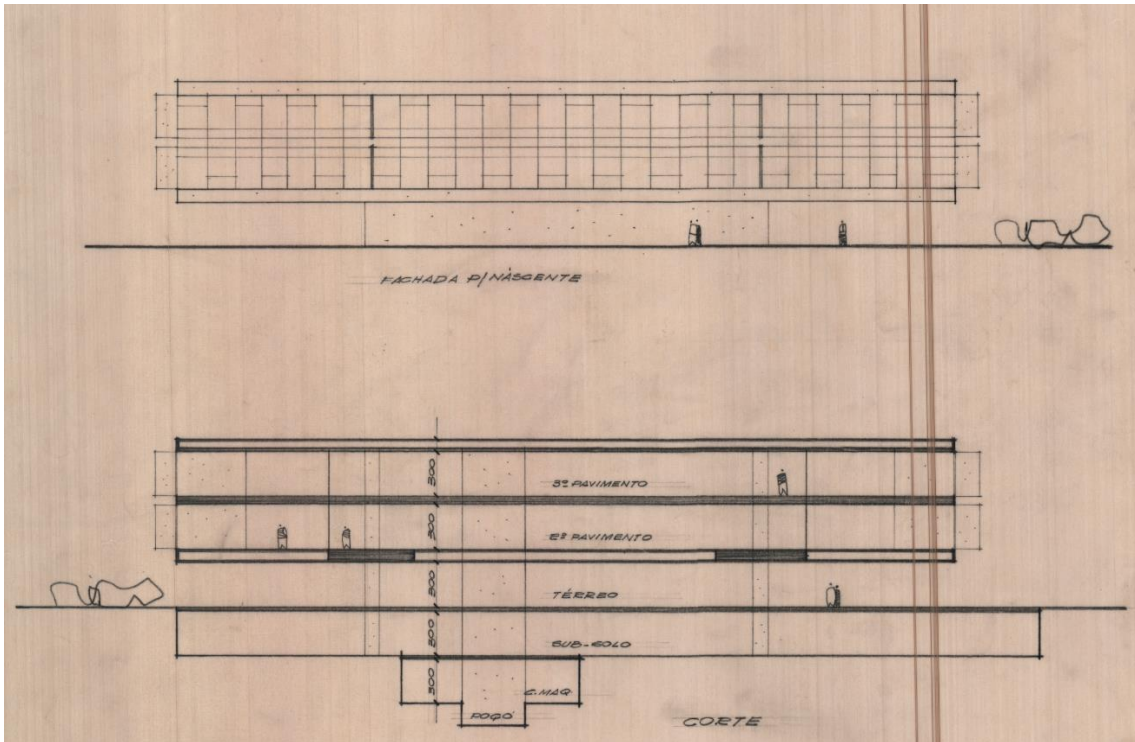 FACHADA P/NASCENTE
300
3º PAVIMENTO
300
2º PAVIMENTO
300
TÉRREO
300
SUB-SOLO
300
C.MAQ
POÇO
CORTE